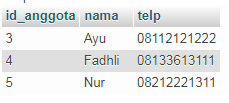 id_anggota nama telp
3 Ayu 08112121222
4 Fadhli 08133613111
5 Nur 08212221311